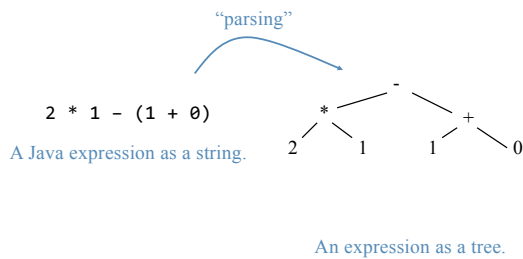 “parsing”
2 * 1 – (1 + 0)
A Java expression as a string.
-
* +
2 1 1 0
An expression as a tree.